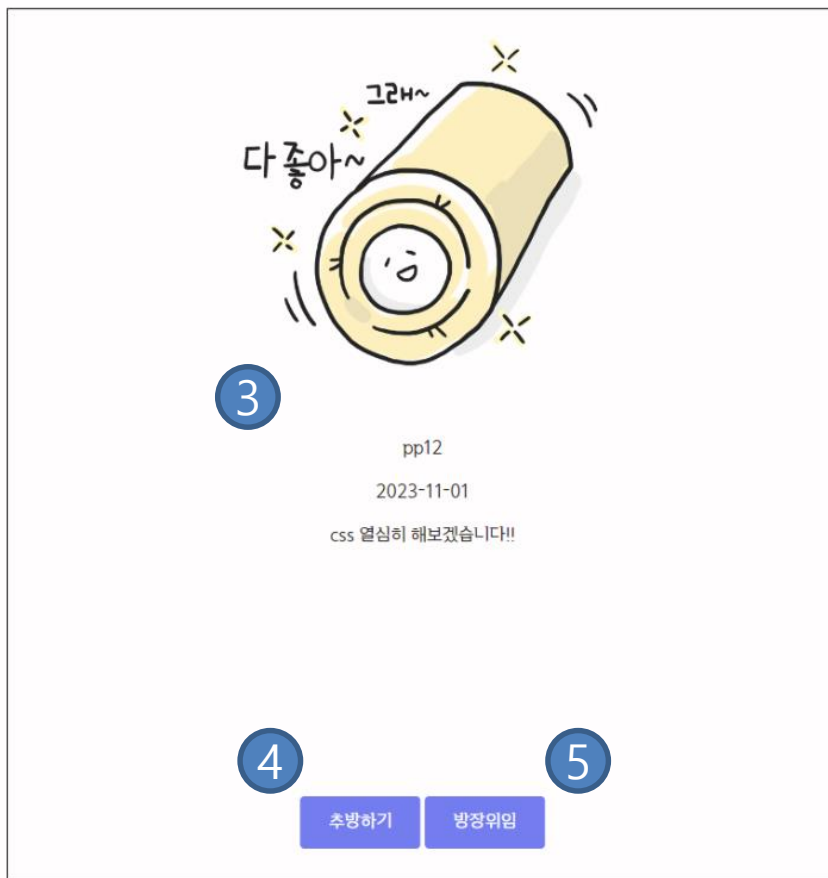 그래~
다 좋아~
3
pp12
2023-11-01
css 열심히 해보겠습니다!!
4
5
추방하기 방장위임